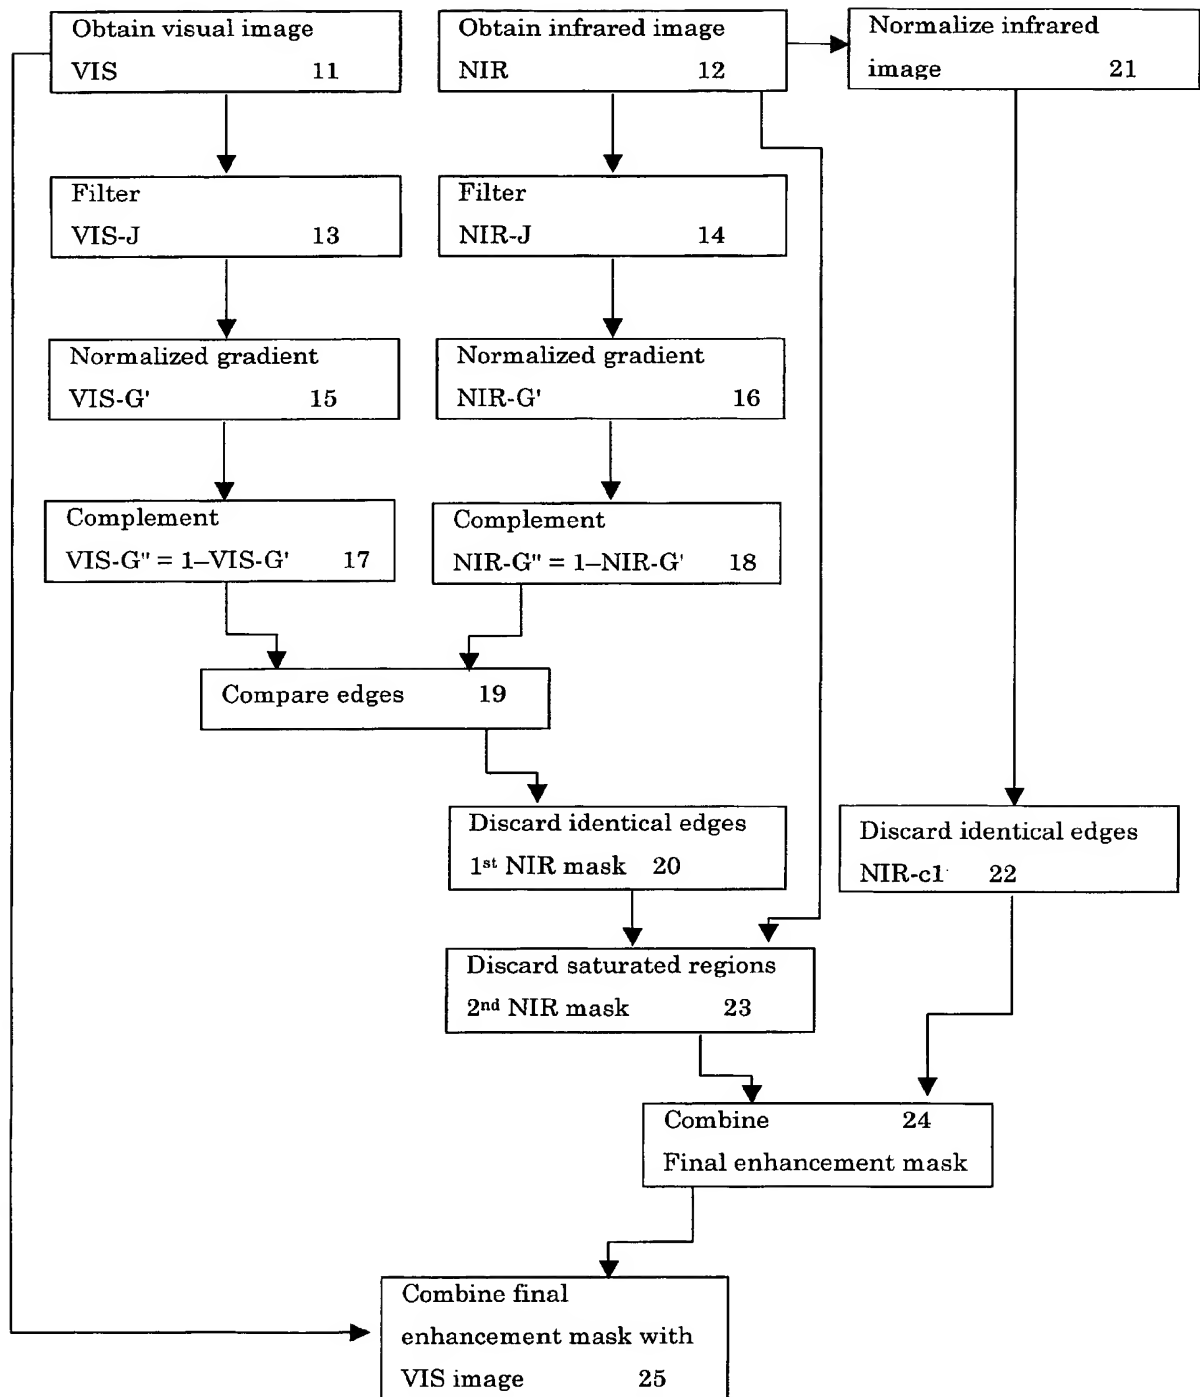 Obtain visual image
VIS 11
Obtain infrared image
NIR 12
Normalize infrared
image 21
Filter
VIS-J 13
Filter
NIR-J 14
Normalized gradient
VIS-G' 15
Normalized gradient
NIR-G' 16
Complement
VIS-G" = 1–VIS-G' 17
Complement
NIR-G" = 1–NIR-G' 18
Compare edges 19
Discard identical edges
1st NIR mask 20
Discard identical edges
NIR-c1 22
Discard saturated regions
2nd NIR mask 23
Combine 24
Final enhancement mask
Combine final
enhancement mask with
VIS image 25